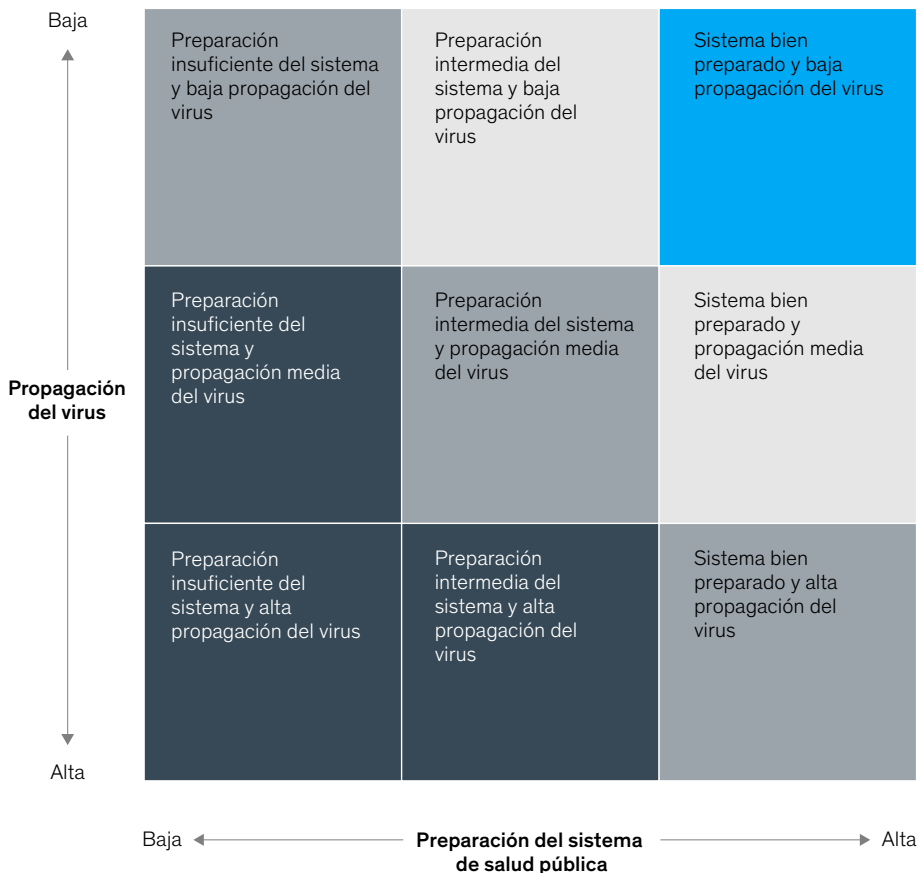 Baja
Preparación
insuficiente del sistema
y baja propagación del
virus
Preparación
intermedia del
sistema y baja
propagación del
virus
Sistema bien
preparado y baja
propagación del virus
Propagación
del virus
Preparación
insuficiente del
sistema y
propagación media
del virus
Preparación
intermedia del sistema
y propagación media
del virus
Sistema bien
preparado y
propagación media
del virus
Preparación
insuficiente del
sistema y alta
propagación del virus
Preparación
intermedia del
sistema y alta
propagación del
virus
Sistema bien
preparado y alta
propagación del
virus
Alta
Baja
Preparación del sistema
de salud pública
Alta